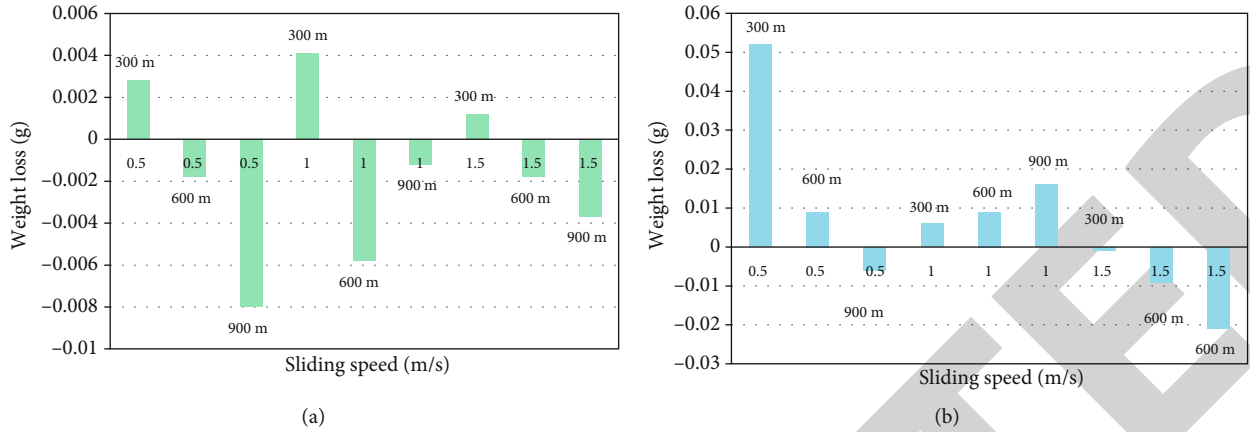 0.006
0.004
0.002
0
−0.002
−0.004
−0.006
−0.008
−0.01
Weight loss (g)
300 m
300 m
300 m
0.5
0.5
0.5
1
1
1
1.5
1.5
1.5
600 m
900 m
600 m
900 m
600 m
900 m
Sliding speed (m/s)
(a)
0.06
0.05
0.04
0.03
0.02
0.01
0
−0.01
−0.02
−0.03
Weight loss (g)
300 m
600 m
300 m
600 m
900 m
300 m
0.5
0.5
0.5
1
1
1
1.5
1.5
1.5
900 m
600 m
600 m
Sliding speed (m/s)
(b)